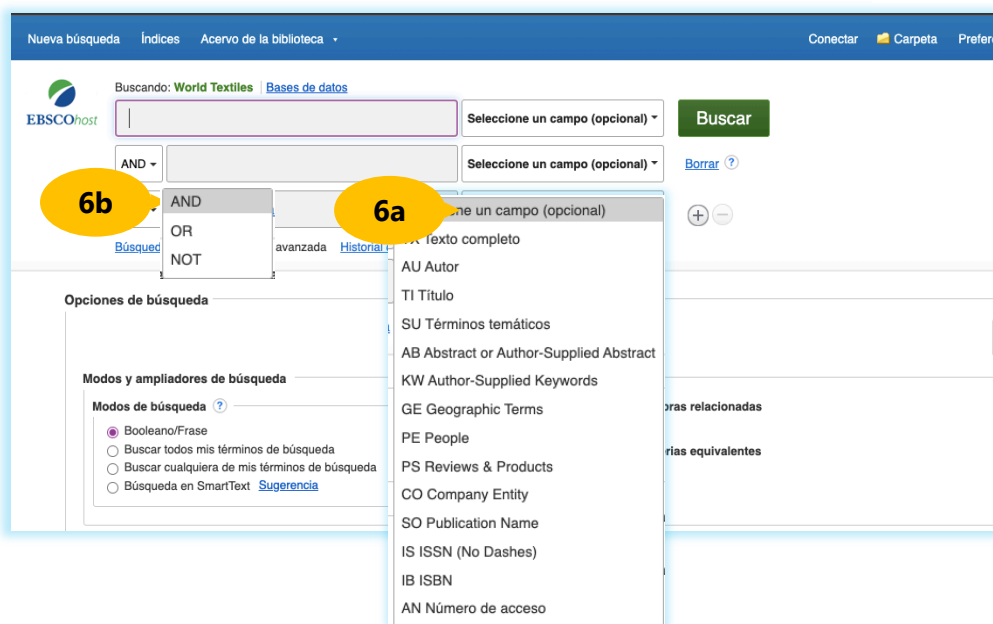 Nueva búsqueda Índices Acervo de la biblioteca Conectar Carpeta Prefer
Buscando: World Textiles Bases de datos
EBSCOhost
Seleccione un campo (opcional) Buscar
AND Seleccione un campo (opcional) Borrar ?
6b AND 6a ne un campo (opcional)
OR
Texto completo
NOT
Búsqued avanzada Historial
AU Autor
TI Título
Opciones de búsqueda
SU Términos temáticos
AB Abstract or Author-Supplied Abstract
Modos y ampliadores de búsqueda
KW Author-Supplied Keywords
Modos de búsqueda ?
GE Geographic Terms
oras relacionadas
Booleano/Frase
PE People
Buscar todos mis términos de búsqueda
rias equivalentes
Buscar cualquiera de mis términos de búsqueda
PS Reviews & Products
Búsqueda en SmartText Sugerencia
CO Company Entity
SO Publication Name
IS ISSN (No Dashes)
IB ISBN
AN Número de acceso